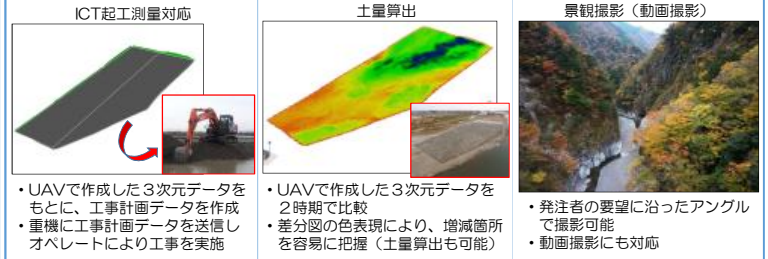 ICT起工測量対応
・UAVで作成した３次元データを
もとに、工事計画データを作成
・重機に工事計画データを送信し
オペレートにより工事を実施
土量算出
・UAVで作成した３次元データを
２時期で比較
・差分図の色表現により、増減箇所
を容易に把握（土量算出も可能）
景観撮影（動画撮影）
・発注者の要望に沿ったアングル
で撮影可能
・動画撮影にも対応